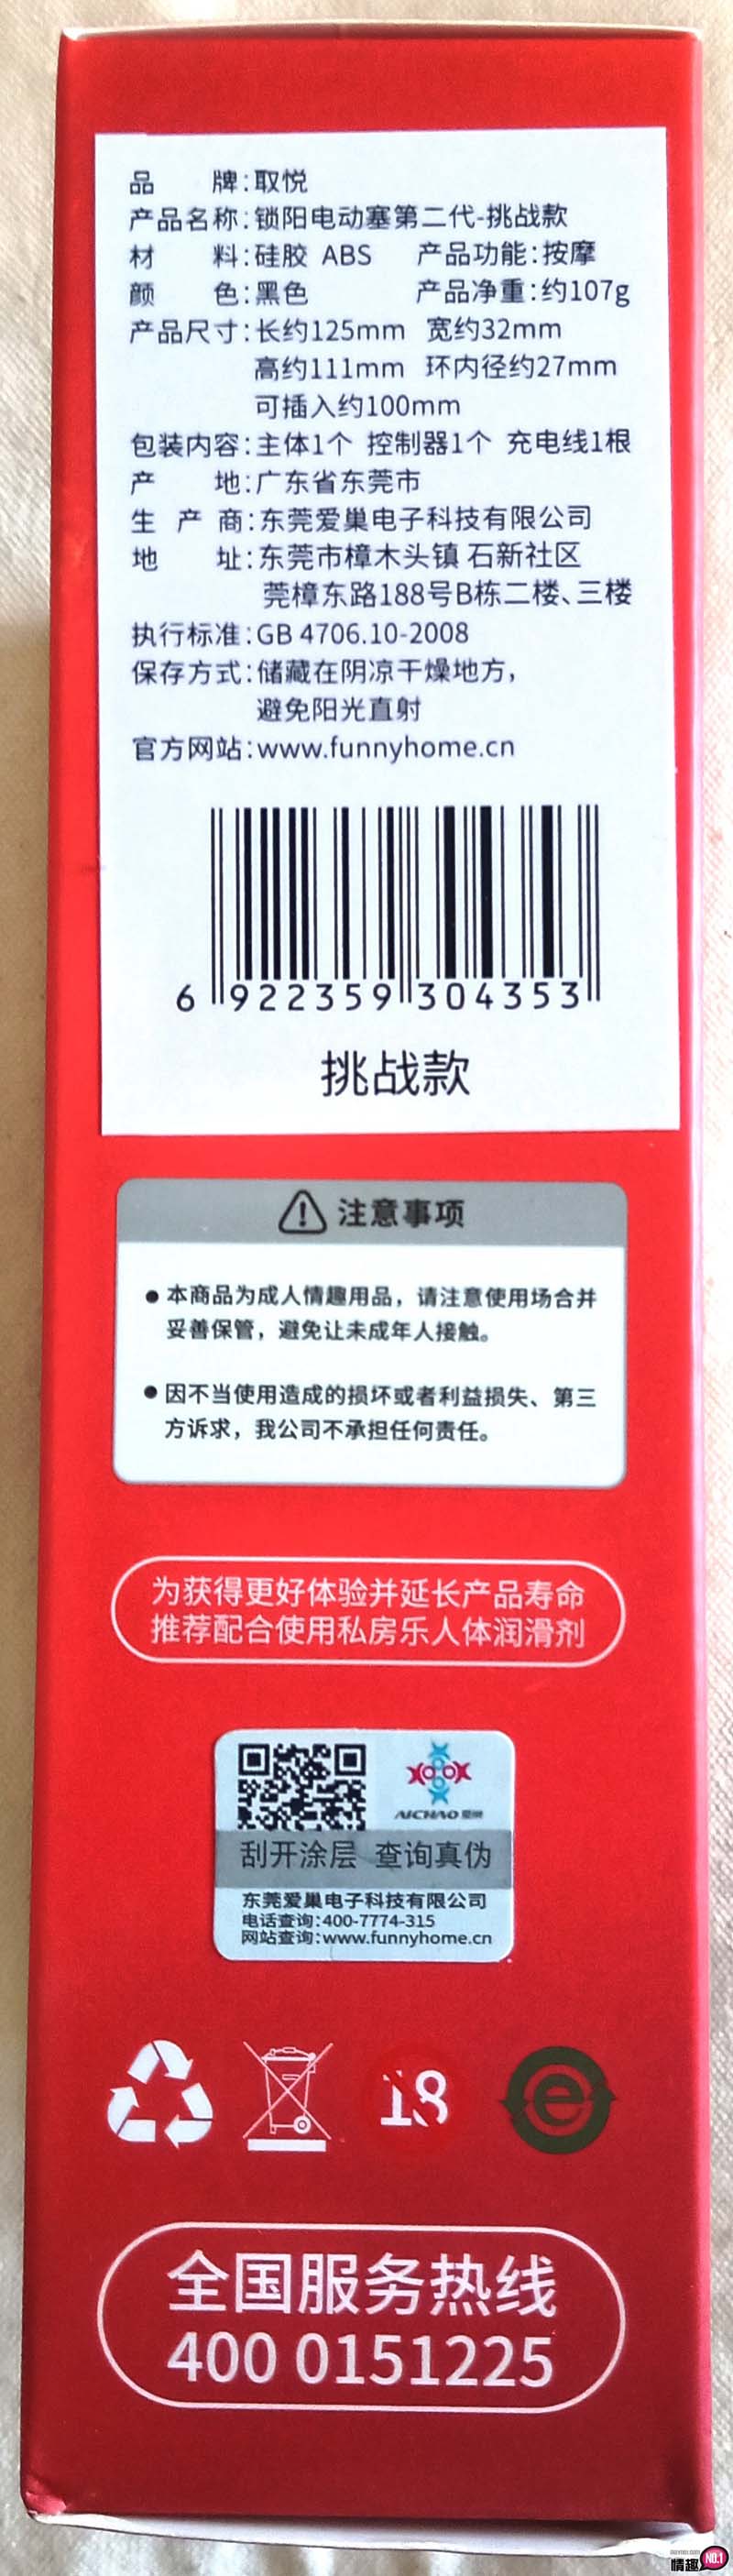 品 牌:取悦
产品名称:锁阳电动塞第二代-挑战款
材 料:硅胶 ABS 产品功能:按摩
颜 色:黑色 产品净重:约107g
产品尺寸:长约125mm 宽约32mm
高约111mm 环内径约27mm
可插入约100mm
包装内容:主体1个 控制器1个 充电线1根
产 地:广东省东莞市
生 产 商:东莞爱巢电子科技有限公司
地 址:东莞市樟木头镇 石新社区
莞樟东路188号B栋二楼、三楼
执行标准:GB 4706.10-2008
保存方式:储藏在阴凉干燥地方,
避免阳光直射
官方网站:www.funnyhome.cn
6 922359 304353
挑战款
注意事项
● 本商品为成人情趣用品，请注意使用场合并
妥善保管，避免让未成年人接触。
● 因不当使用造成的损坏或者利益损失、第三
方诉求，我公司不承担任何责任。
为获得更好体验并延长产品寿命
推荐配合使用私房乐人体润滑剂
AICHAO 爱巢
刮开涂层 查询真伪
东莞爱巢电子科技有限公司
电话查询:400-7774-315
网站查询:www.funnyhome.cn
18
e
全国服务热线
400 0151225
情趣 NO.1